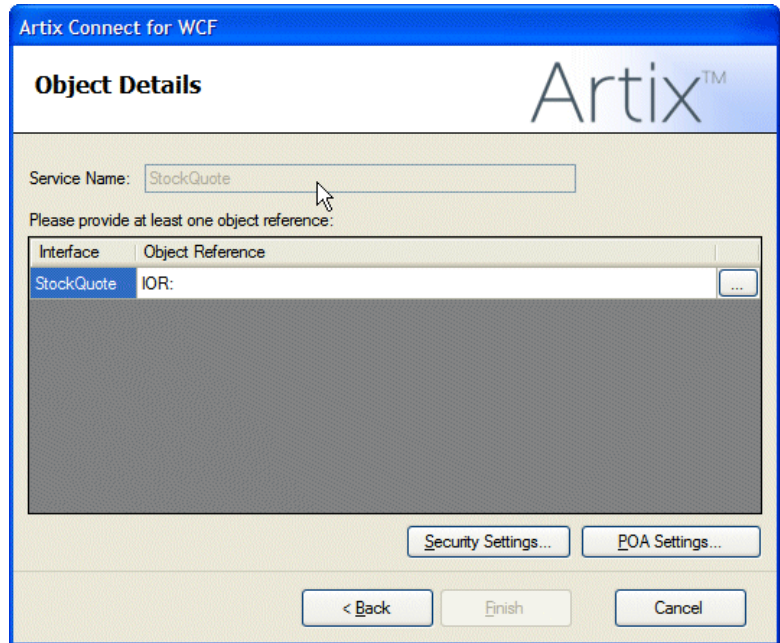 Artix Connect for WCF
Object Details
Artix™
Service Name: StockQuote
Please provide at least one object reference:
Interface Object Reference
StockQuote IOR: ...
Security Settings... POA Settings...
< Back Finish Cancel